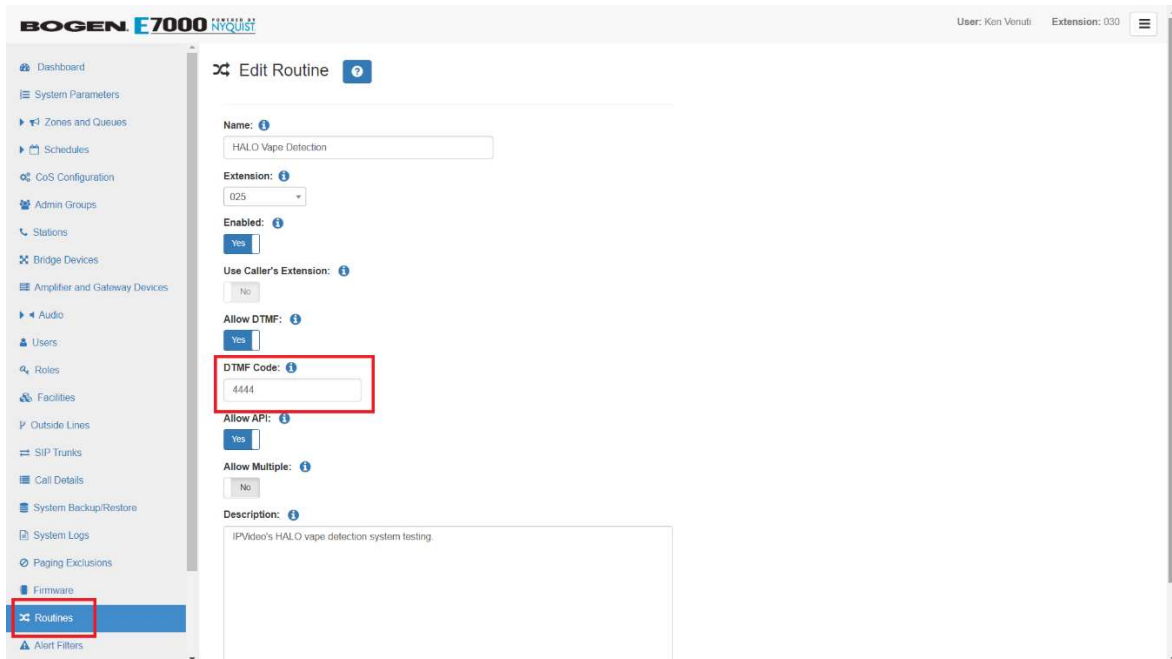 BOGEN. E7000 POWERED BY NYQUIST
User: Ken Venuti Extension: 030
Dashboard
System Parameters
Zones and Queues
Schedules
CoS Configuration
Admin Groups
Stations
Bridge Devices
Amplifier and Gateway Devices
Audio
Users
Roles
Facilities
Outside Lines
SIP Trunks
Call Details
System Backup/Restore
System Logs
Paging Exclusions
Firmware
Routines
Alert Filters
Edit Routine
Name:
HALO Vape Detection
Extension:
025
Enabled:
Yes
Use Caller's Extension:
No
Allow DTMF:
Yes
DTMF Code:
4444
Allow API:
Yes
Allow Multiple:
No
Description:
IPVideo's HALO vape detection system testing.